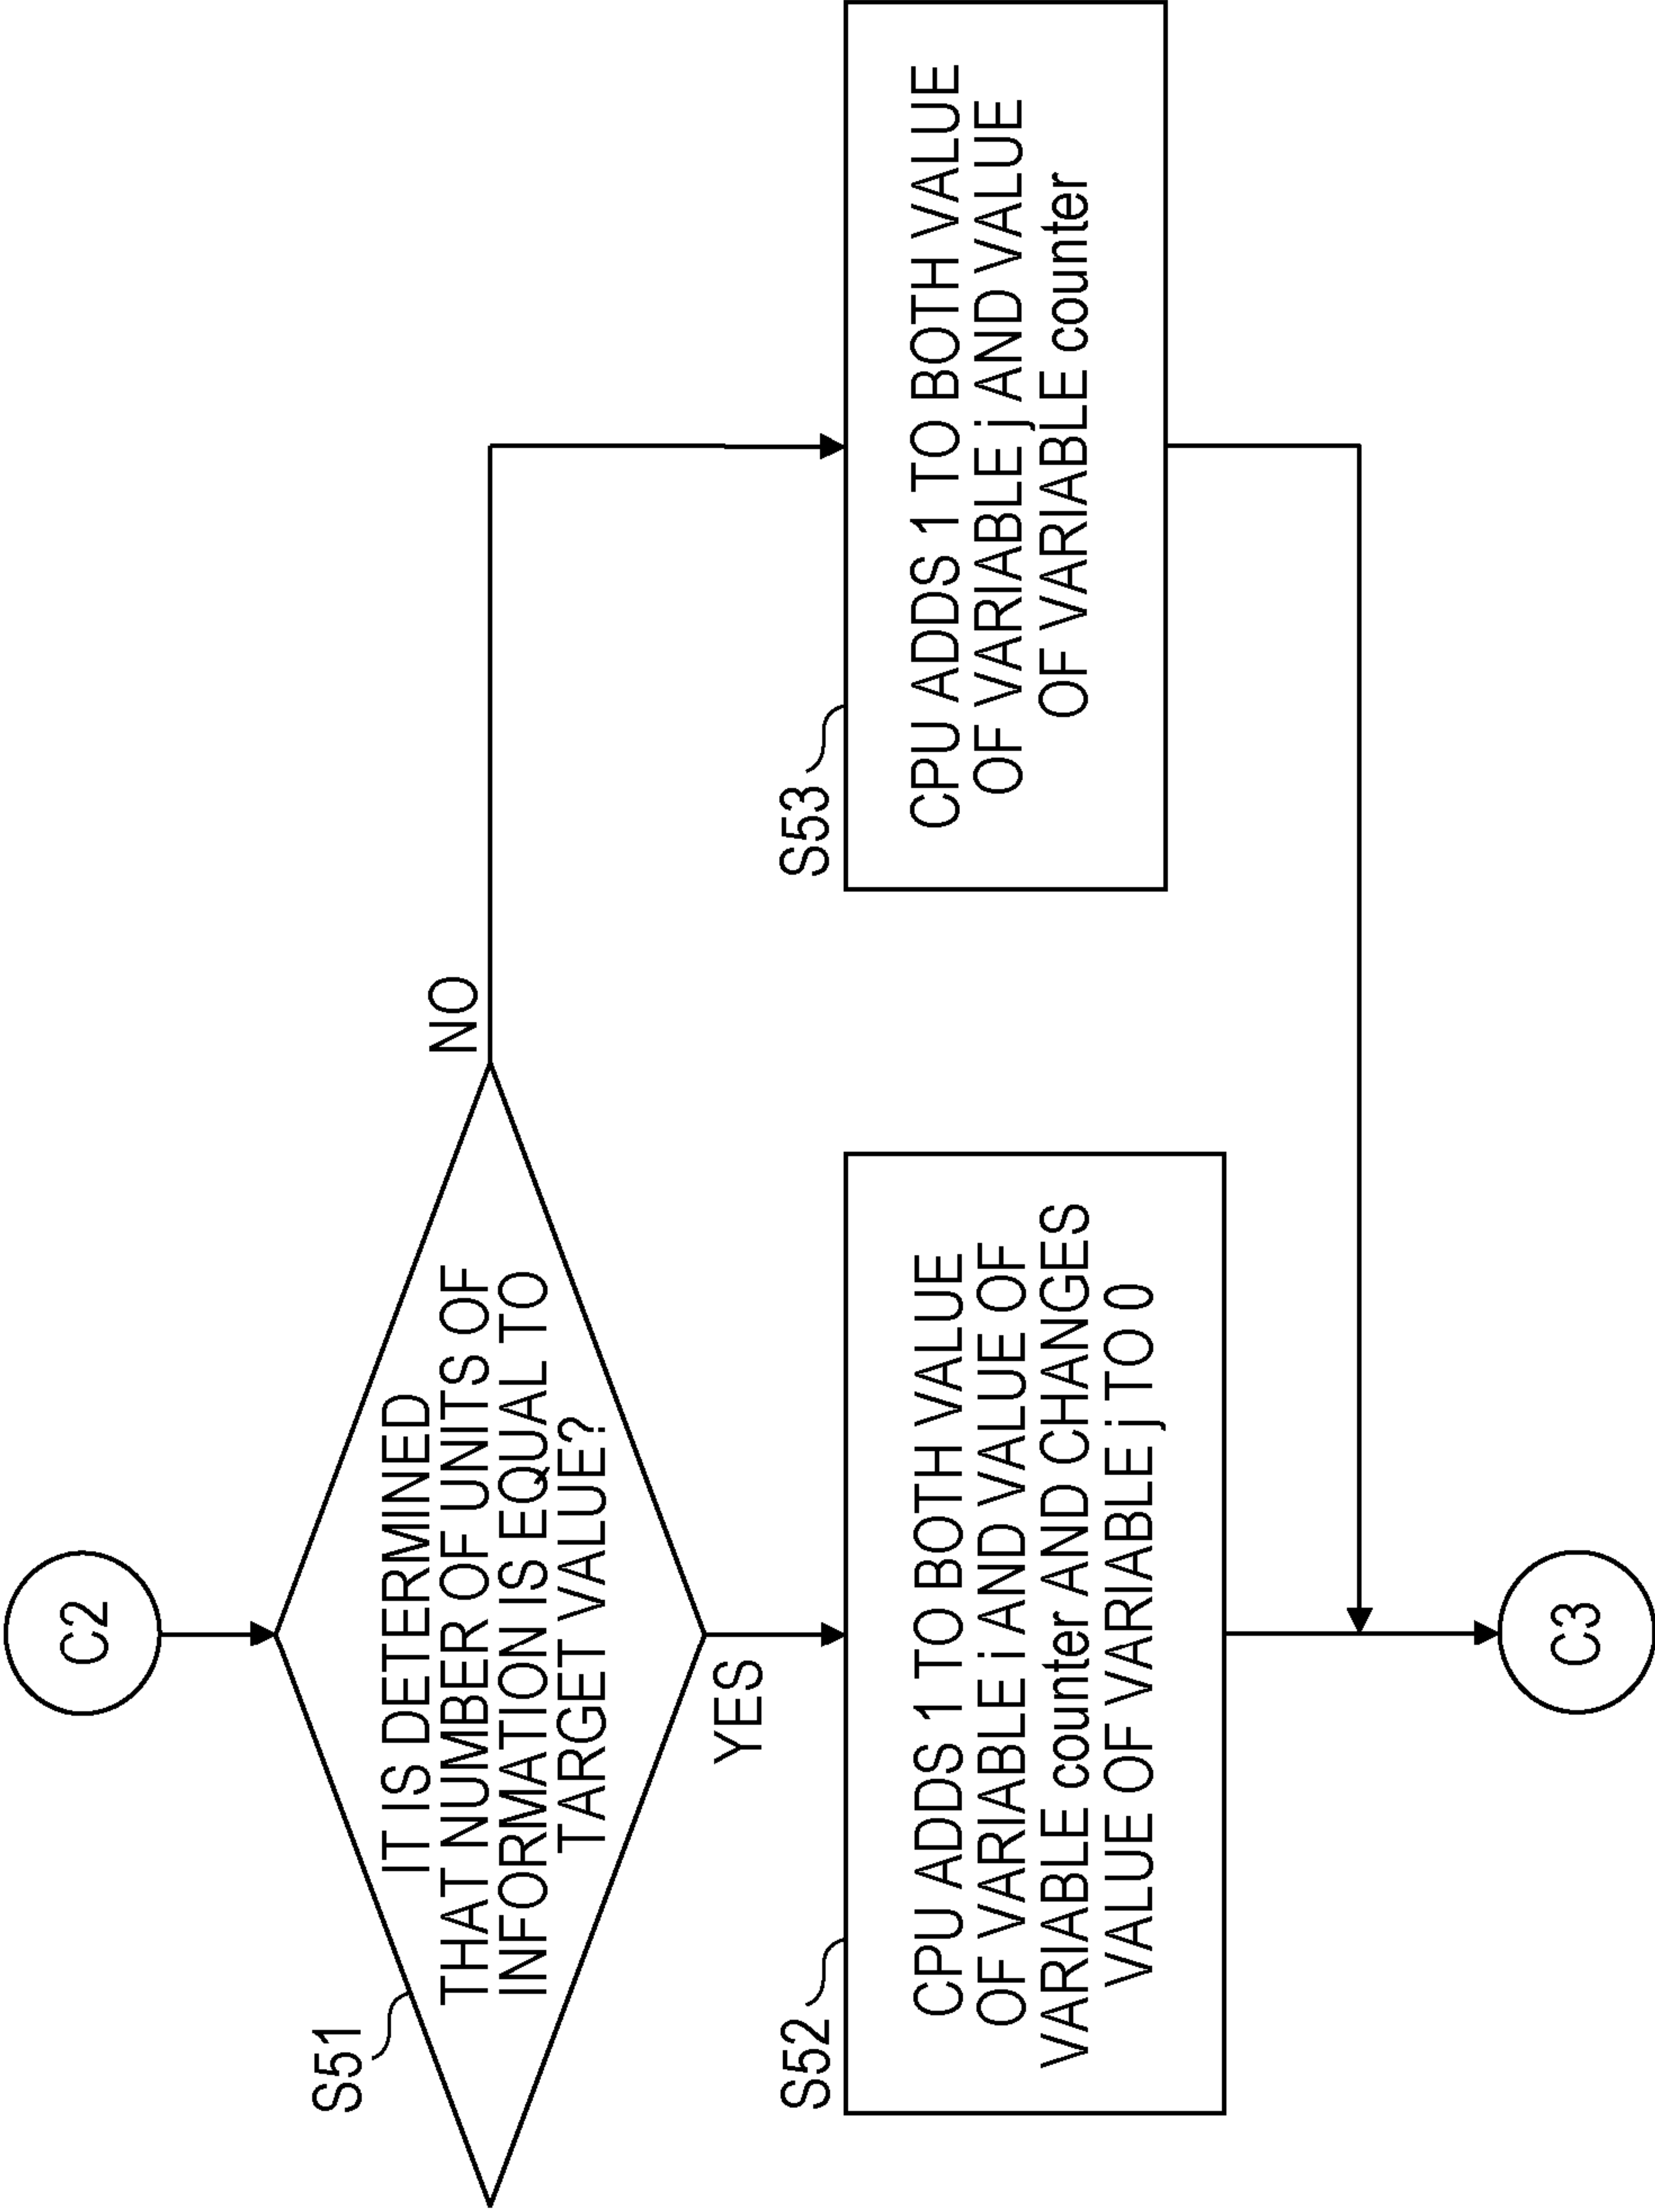 C2
S51
IT IS DETERMINED
THAT NUMBER OF UNITS OF
INFORMATION IS EQUAL TO
TARGET VALUE?
NO
YES
S52
CPU ADDS 1 TO BOTH VALUE
OF VARIABLE i AND VALUE OF
VARIABLE counter AND CHANGES
VALUE OF VARIABLE j TO 0
S53
CPU ADDS 1 TO BOTH VALUE
OF VARIABLE j AND VALUE
OF VARIABLE counter
C3